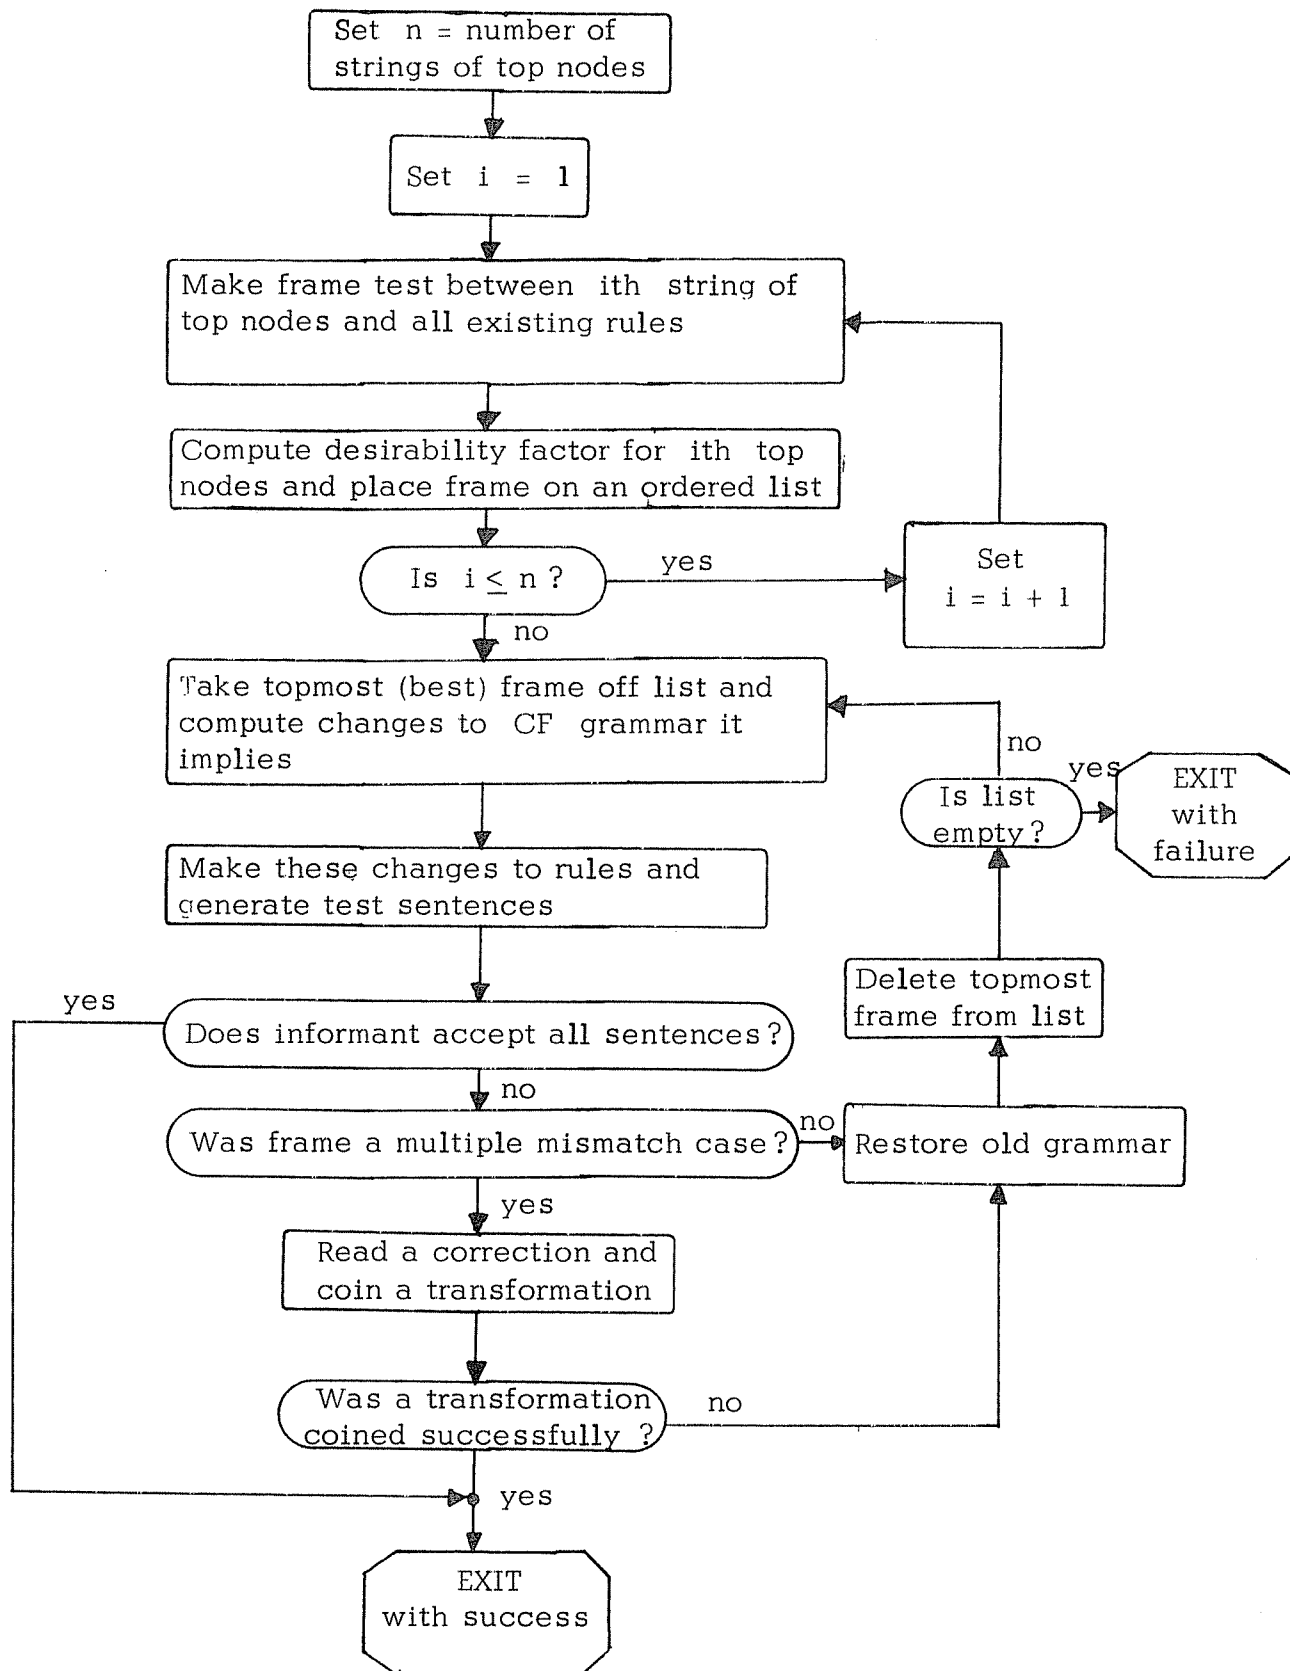 Set n = number of
strings of top nodes
Set i = 1
Make frame test between ith string of
top nodes and all existing rules
Compute desirability factor for ith top
nodes and place frame on an ordered list
Is i ≤ n ?
yes
Set
i = i + 1
no
Take topmost (best) frame off list and
compute changes to CF grammar it
implies
no
yes
Is list
empty ?
EXIT
with
failure
Make these changes to rules and
generate test sentences
Delete topmost
frame from list
yes
Does informant accept all sentences ?
no
Was frame a multiple mismatch case ?
no
Restore old grammar
yes
Read a correction and
coin a transformation
Was a transformation
coined successfully ?
no
yes
EXIT
with success